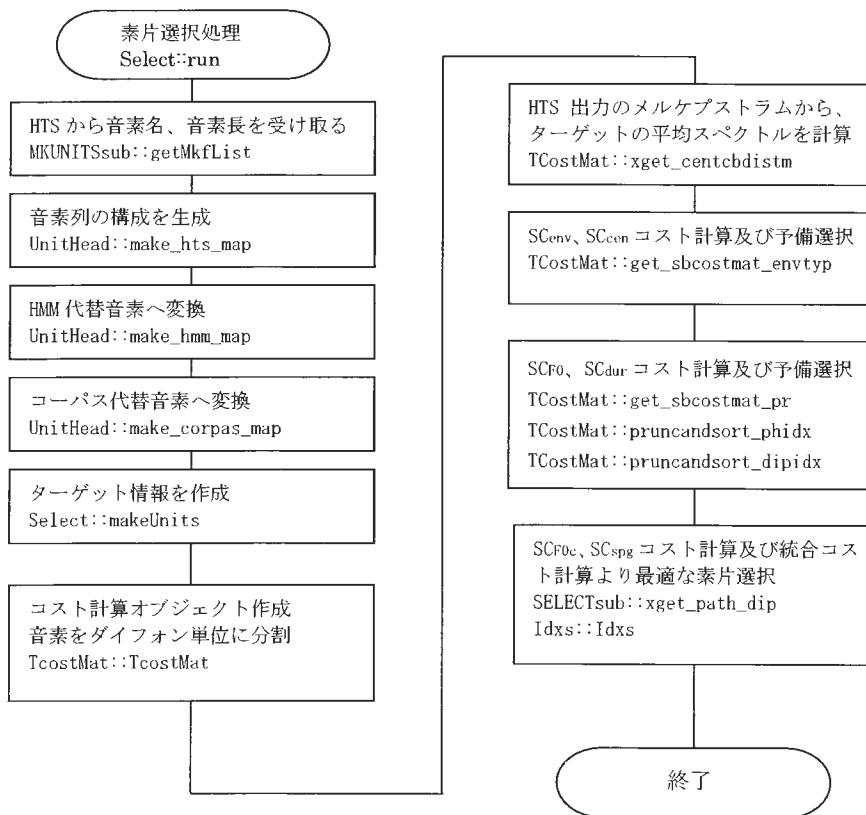 素片選択処理
Select::run
HTS から音素名、音素長を受け取る
MKUNITSsub::getMkfList
音素列の構成を生成
UnitHead::make_hts_map
HMM 代替音素へ変換
UnitHead::make_hmm_map
コーパス代替音素へ変換
UnitHead::make_corpas_map
ターゲット情報を作成
Select::makeUnits
コスト計算オブジェクト作成
音素をダイフォン単位に分割
TcostMat::TcostMat
HTS 出力のメルケプストラムから、
ターゲットの平均スペクトルを計算
TCostMat::xget_centcbdistm
SCenv、SCcen コスト計算及び予備選択
TCostMat::get_sbcostmat_envtyp
SCF0、SCdur コスト計算及び予備選択
TCostMat::get_sbcostmat_pr
TCostMat::pruncandsort_phidx
TCostMat::pruncandsort_dipidx
SCF0c、SCspg コスト計算及び統合コス
ト計算より最適な素片選択
SELECTsub::xget_path_dip
Idxs::Idxs
終了